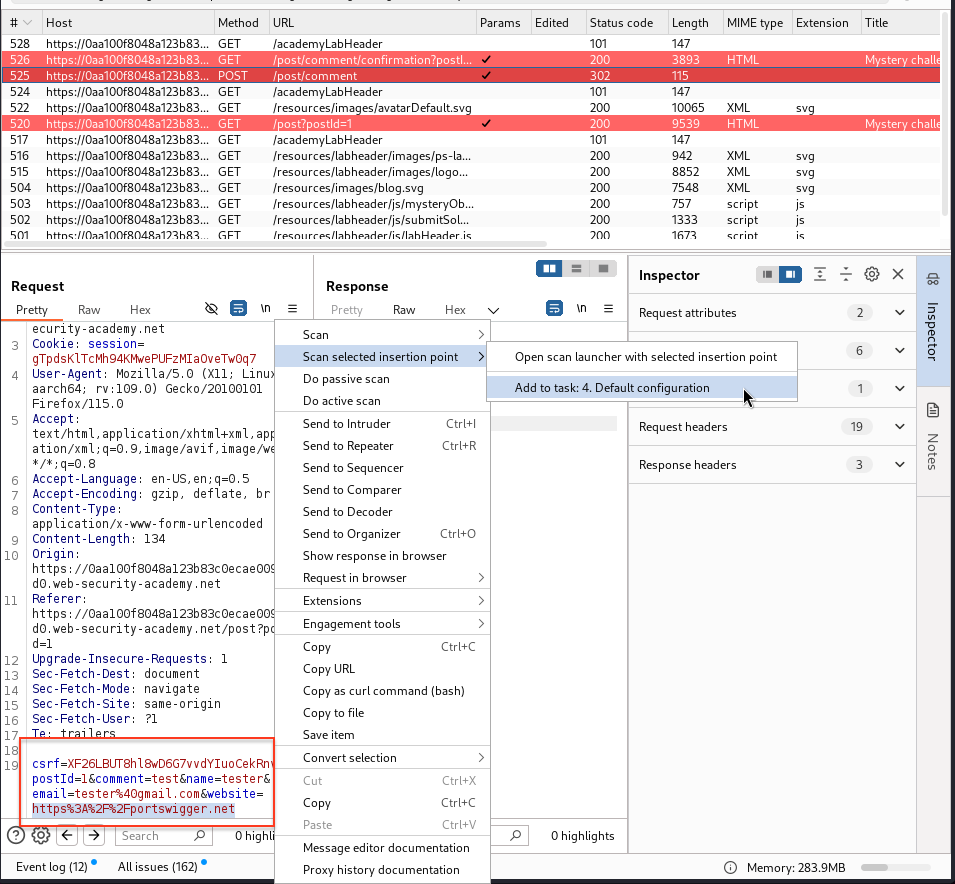 # Host Method URL Params Edited Status code Length MIME type Extension Title
528 https://0aa100f8048a123b83... GET /academyLabHeader 101 147
526 https://0aa100f8048a123b83... GET /post/comment/confirmation?postI... ✓ 200 3893 HTML Mystery challe
525 https://0aa100f8048a123b83... POST /post/comment ✓ 302 115
524 https://0aa100f8048a123b83... GET /academyLabHeader 101 147
522 https://0aa100f8048a123b83... GET /resources/images/avatarDefault.svg 200 10065 XML svg
520 https://0aa100f8048a123b83... GET /post?postId=1 ✓ 200 9539 HTML Mystery challe
517 https://0aa100f8048a123b83... GET /academyLabHeader 101 147
516 https://0aa100f8048a123b83... GET /resources/labheader/images/ps-la... 200 942 XML svg
515 https://0aa100f8048a123b83... GET /resources/labheader/images/logo... 200 8852 XML svg
504 https://0aa100f8048a123b83... GET /resources/images/blog.svg 200 7548 XML svg
503 https://0aa100f8048a123b83... GET /resources/labheader/js/mysteryOb... 200 757 script js
502 https://0aa100f8048a123b83... GET /resources/labheader/js/submitSol... 200 1333 script js
501 https://0aa100f8048a123b83... GET /resources/labheader/js/labHeader.js 200 1673 script js
Request
Pretty Raw Hex \n
ecurity-academy.net
3 Cookie: session=
gTpdsKlTcMh94KMwePUFzMIaOveTw0q7
4 User-Agent: Mozilla/5.0 (X11; Linux
aarch64; rv:109.0) Gecko/20100101
Firefox/115.0
5 Accept:
text/html,application/xhtml+xml,app
ation/xml;q=0.9,image/avif,image/we
*/*;q=0.8
6 Accept-Language: en-US,en;q=0.5
7 Accept-Encoding: gzip, deflate, br
8 Content-Type:
application/x-www-form-urlencoded
9 Content-Length: 134
10 Origin:
https://0aa100f8048a123b83c0ecae009
d0.web-security-academy.net
11 Referer:
https://0aa100f8048a123b83c0ecae009
d0.web-security-academy.net/post?po
d=1
12 Upgrade-Insecure-Requests: 1
13 Sec-Fetch-Dest: document
14 Sec-Fetch-Mode: navigate
15 Sec-Fetch-Site: same-origin
16 Sec-Fetch-User: ?1
17 Te: trailers
18
19 csrf=XF26LBUT8hl8wD6G7vvdYIuoCekRnv
postId=1&comment=test&name=tester&
email=tester%40gmail.com&website=
https%3A%2F%2Fportswigger.net
Search 0 highli
Response
Pretty Raw Hex \n
0 highlights
Scan
Scan selected insertion point
Do passive scan
Do active scan
Send to Intruder Ctrl+I
Send to Repeater Ctrl+R
Send to Sequencer
Send to Comparer
Send to Decoder
Send to Organizer Ctrl+O
Show response in browser
Request in browser
Extensions
Engagement tools
Copy Ctrl+C
Copy URL
Copy as curl command (bash)
Copy to file
Save item
Convert selection
Cut Ctrl+X
Copy Ctrl+C
Paste Ctrl+V
Message editor documentation
Proxy history documentation
Open scan launcher with selected insertion point
Add to task: 4. Default configuration
Inspector
Request attributes 2
6
1
Request headers 19
Response headers 3
Inspector
Notes
Event log (12) All issues (162) Memory: 283.9MB